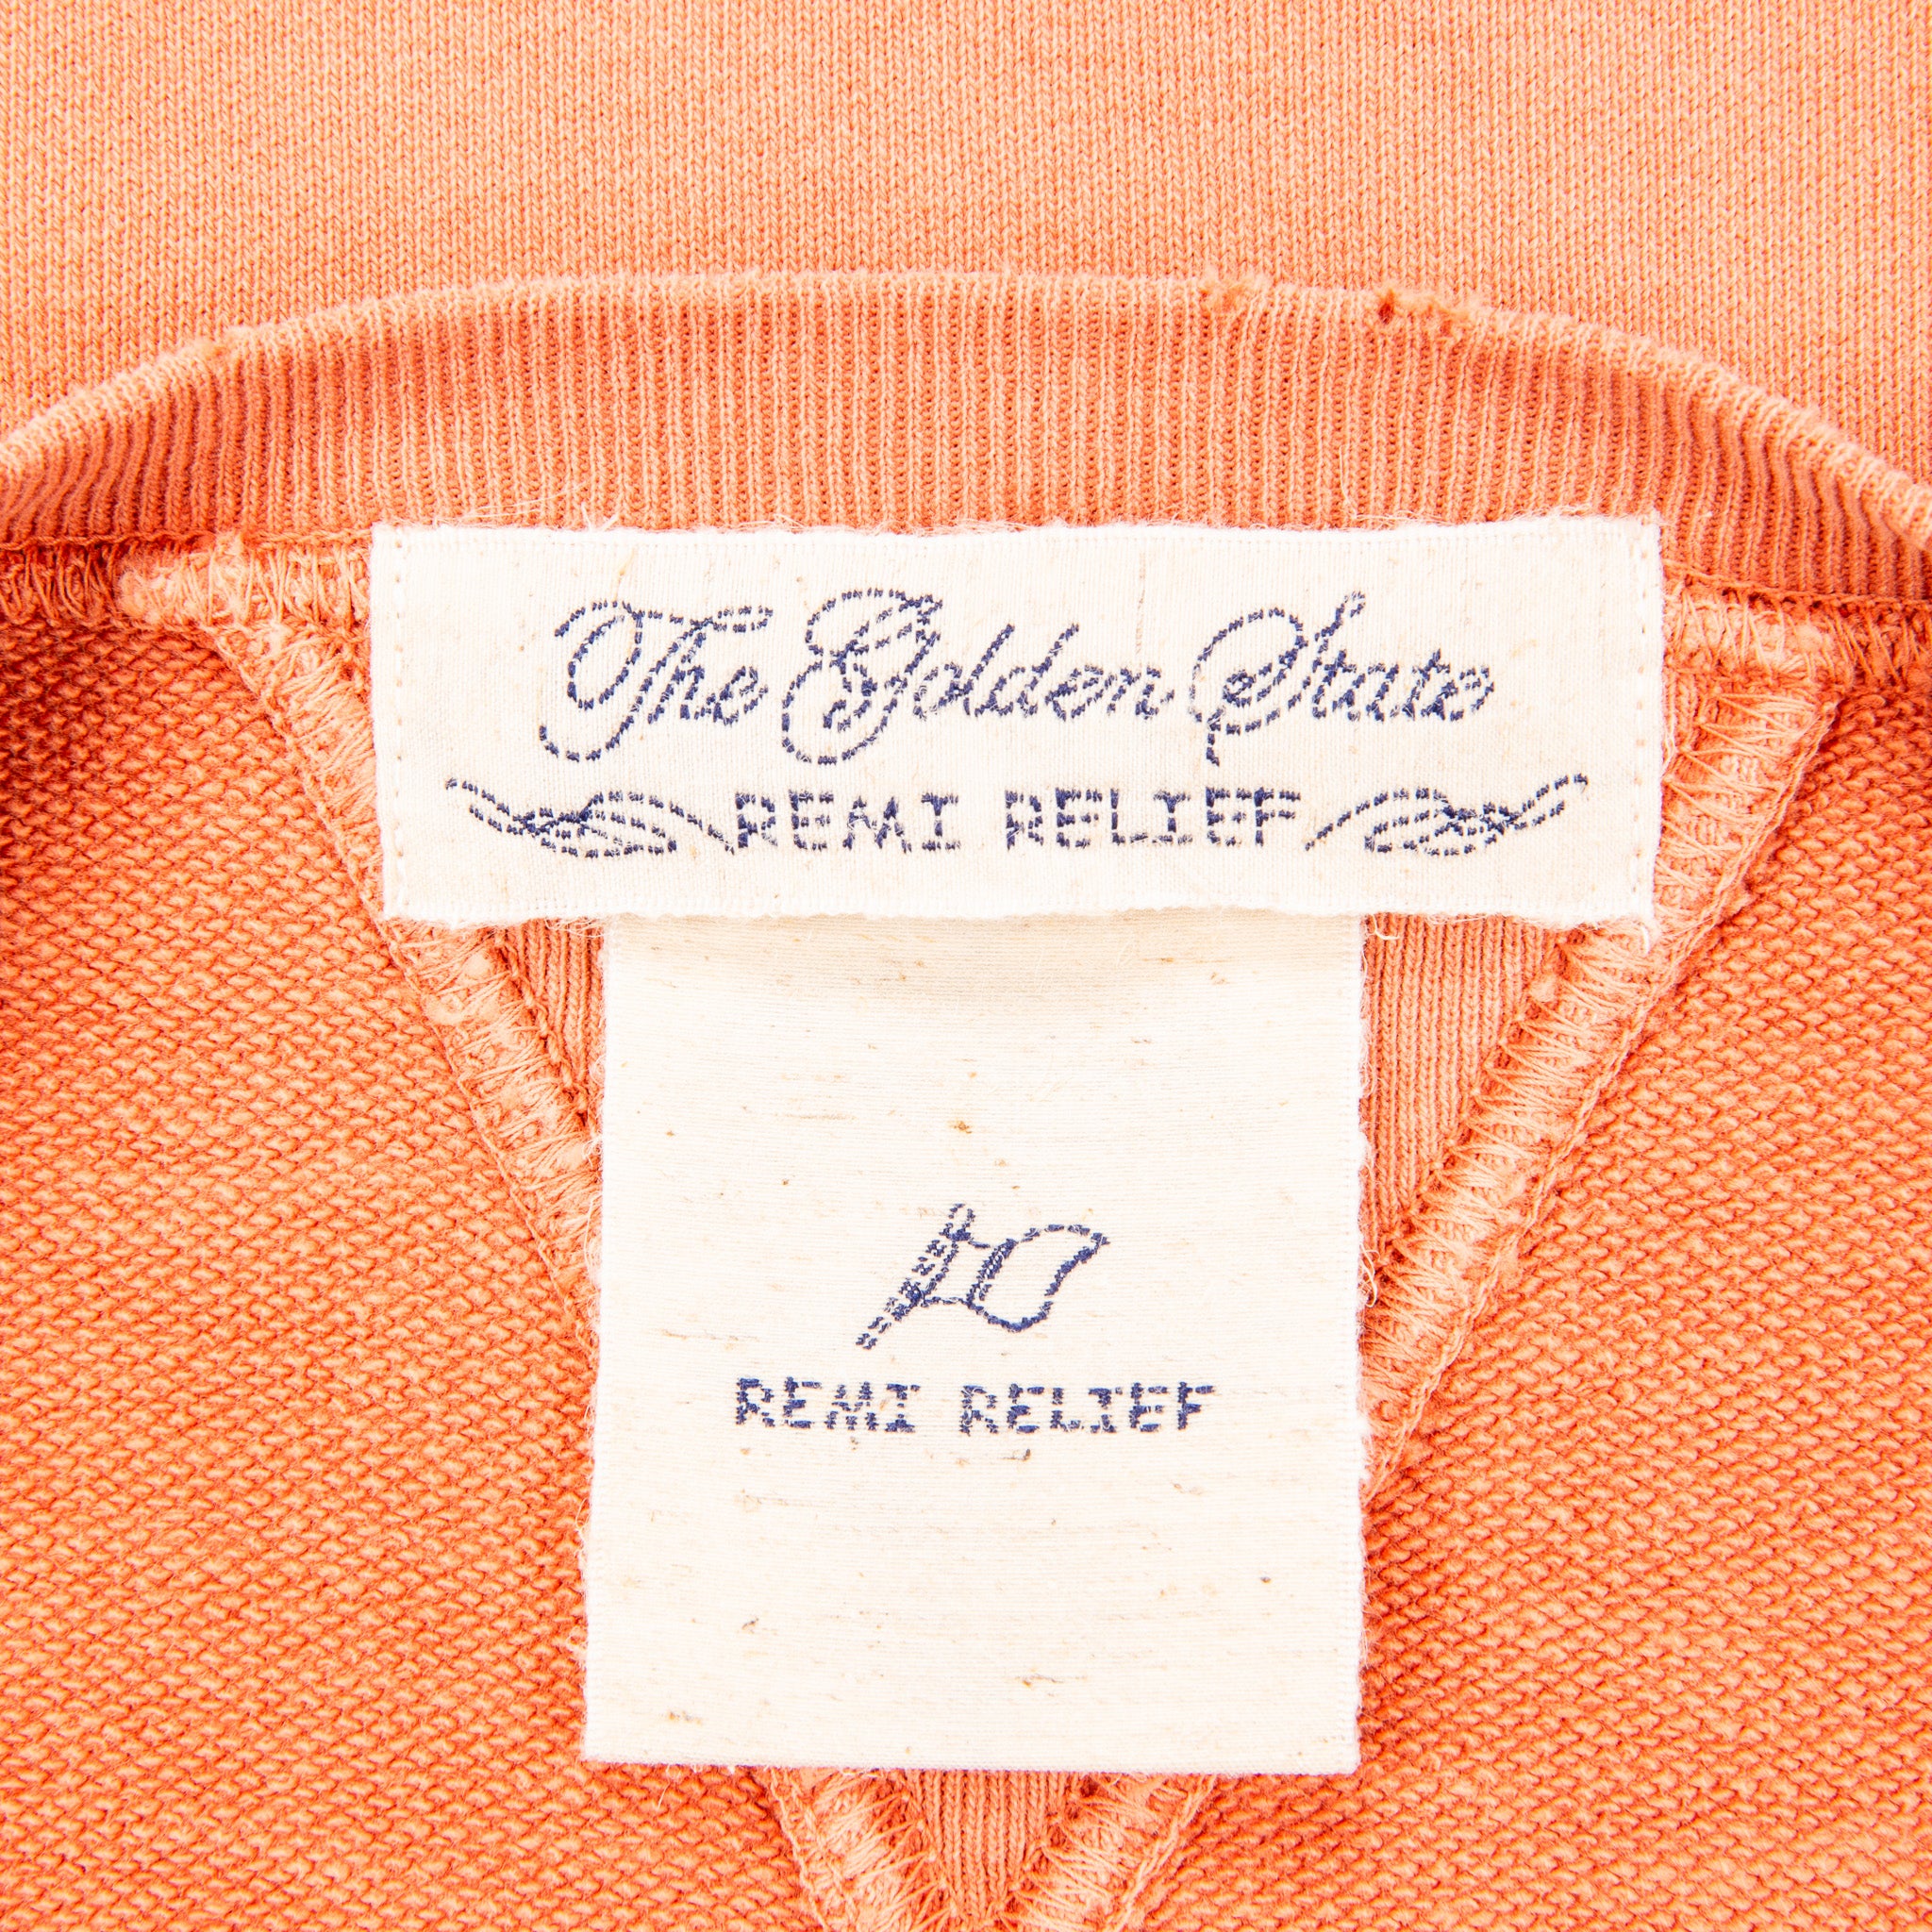 The Golden State
REMI RELIEF
REMI RELIEF